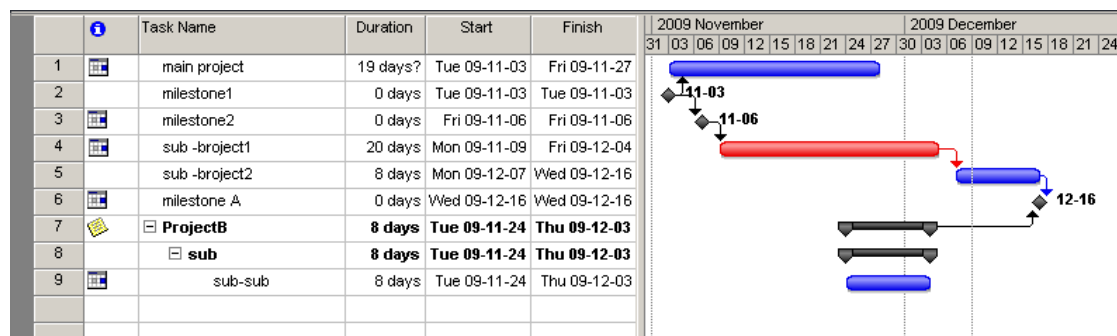 Task Name Duration Start Finish 2009 November 2009 December
31 03 06 09 12 15 18 21 24 27 30 03 06 09 12 15 18 21 24
1 main project 19 days? Tue 09-11-03 Fri 09-11-27
2 milestone1 0 days Tue 09-11-03 Tue 09-11-03 11-03
3 milestone2 0 days Fri 09-11-06 Fri 09-11-06 11-06
4 sub -broject1 20 days Mon 09-11-09 Fri 09-12-04
5 sub -broject2 8 days Mon 09-12-07 Wed 09-12-16
6 milestone A 0 days Wed 09-12-16 Wed 09-12-16 12-16
7 ProjectB 8 days Tue 09-11-24 Thu 09-12-03
8 sub 8 days Tue 09-11-24 Thu 09-12-03
9 sub-sub 8 days Tue 09-11-24 Thu 09-12-03